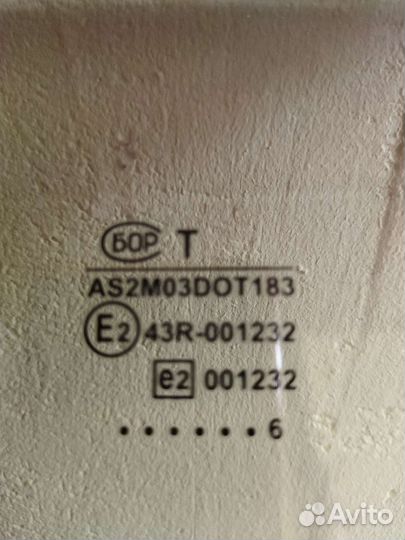 БОР T
AS2M03DOT183
E2 43R-001232
e2 001232
. . . . . . 6
Avito